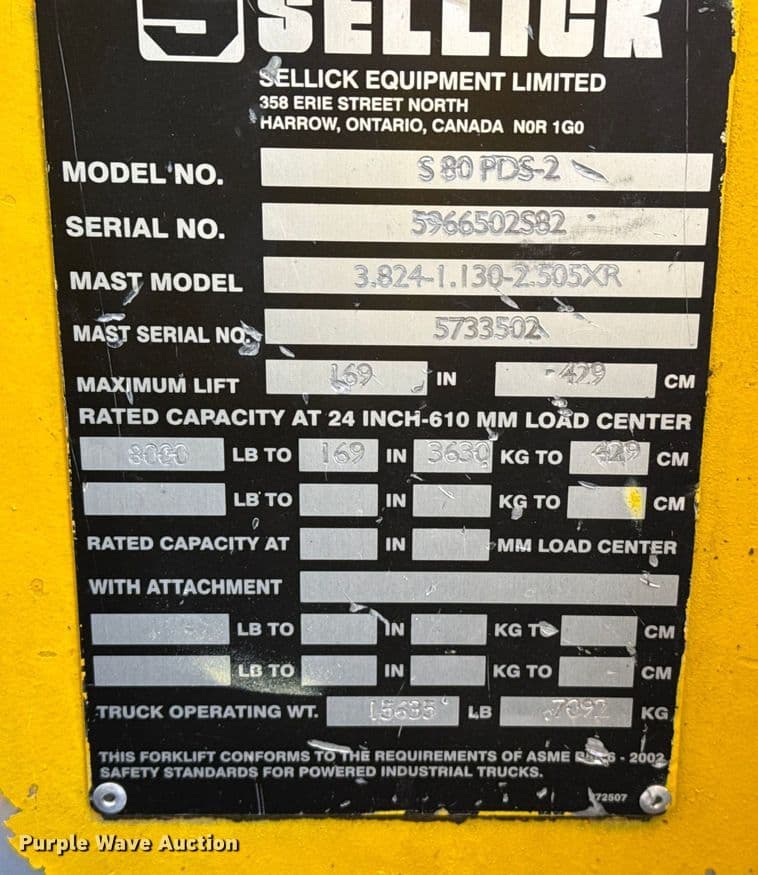 SELLICK
SELLICK EQUIPMENT LIMITED
358 ERIE STREET NORTH
HARROW, ONTARIO, CANADA N0R 1G0
MODEL NO. S 80 PDS-2
SERIAL NO. 5966502S82
MAST MODEL 3.824-1.130-2.505XR
MAST SERIAL NO. 5733502
MAXIMUM LIFT 169 IN 429 CM
RATED CAPACITY AT 24 INCH-610 MM LOAD CENTER
8000 LB TO 169 IN 3630 KG TO 429 CM
LB TO IN KG TO CM
RATED CAPACITY AT IN MM LOAD CENTER
WITH ATTACHMENT
LB TO IN KG TO CM
LB TO IN KG TO CM
TRUCK OPERATING WT. 15635 LB 7092 KG
THIS FORKLIFT CONFORMS TO THE REQUIREMENTS OF ASME - 2002
SAFETY STANDARDS FOR POWERED INDUSTRIAL TRUCKS.
72507
Purple Wave Auction